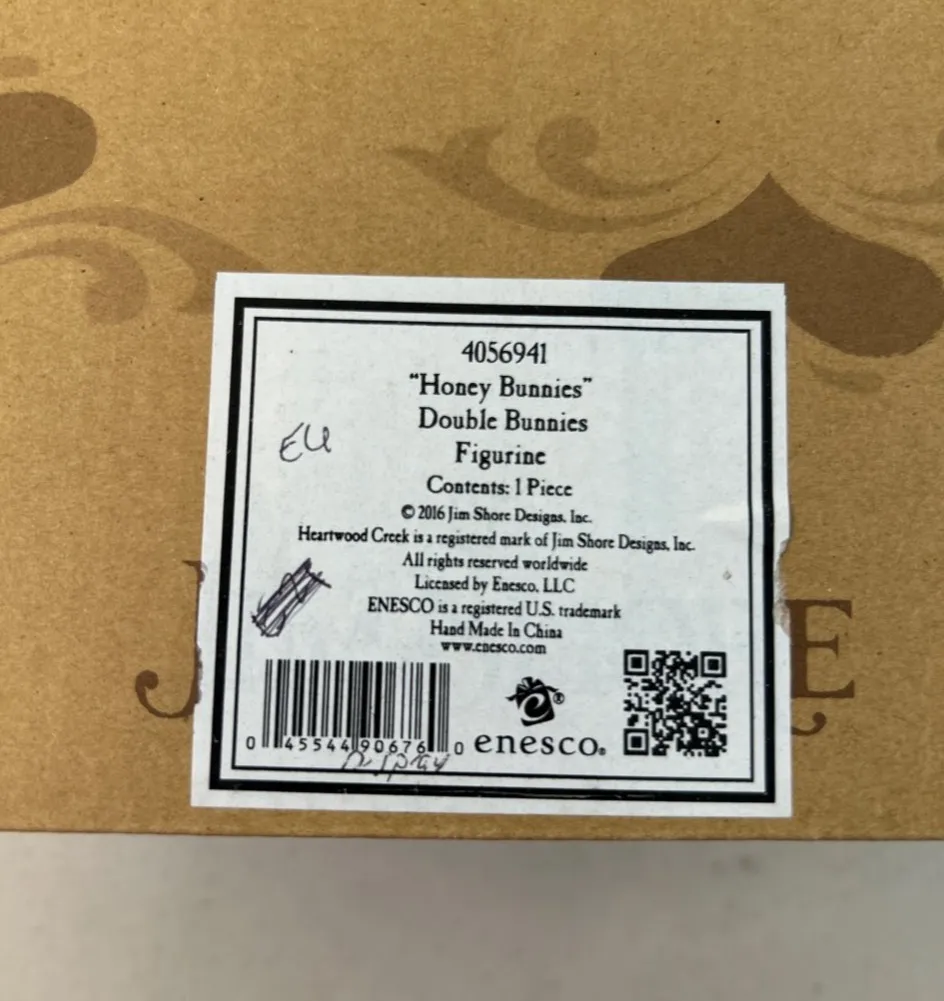 4056941
"Honey Bunnies"
Double Bunnies
Figurine
Contents: 1 Piece
© 2016 Jim Shore Designs, Inc.
Heartwood Creek is a registered mark of Jim Shore Designs, Inc.
All rights reserved worldwide
Licensed by Enesco, LLC
ENESCO is a registered U.S. trademark
Hand Made In China
www.enesco.com
EU
0 45544 90676 0
enesco®
Display
J E